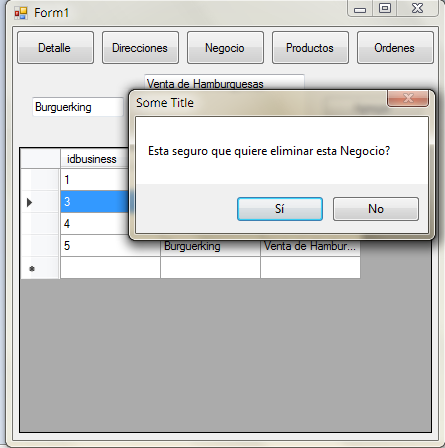 Form1
Detalle Direcciones Negocio Productos Ordenes
Venta de Hamburguesas
Burguerking
Some Title
Esta seguro que quiere eliminar esta Negocio?
Sí No
idbusiness
1
3
4
5 Burguerking Venta de Hambur...